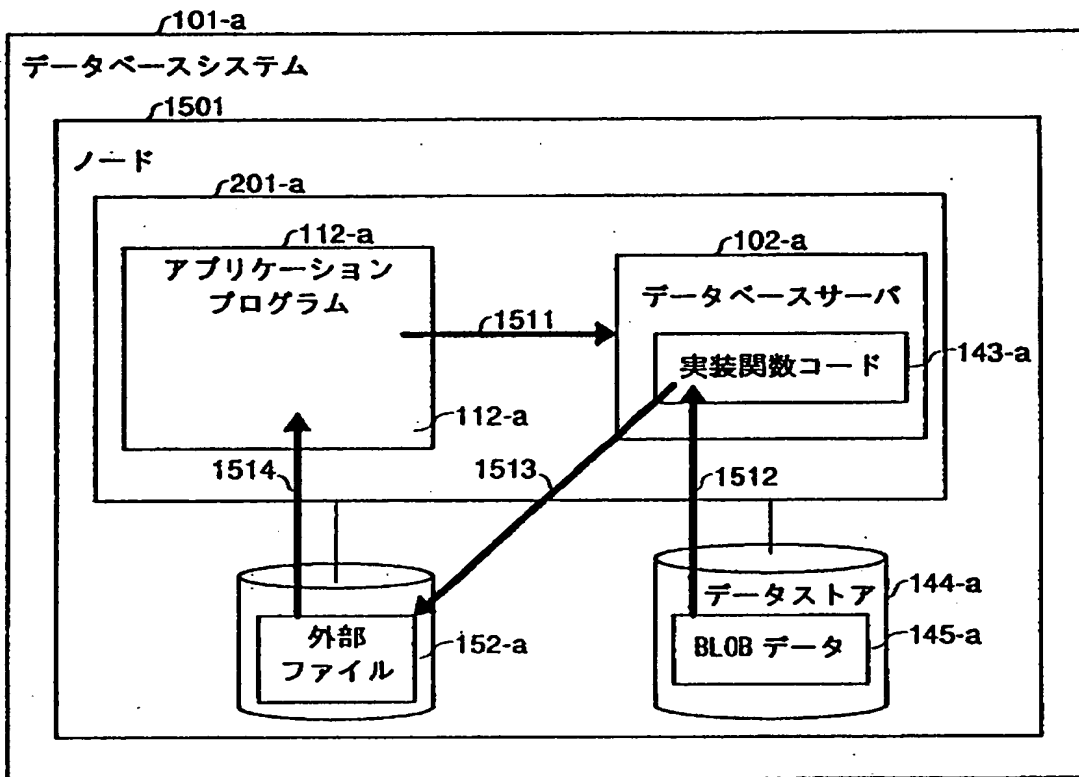 101-a
データベースシステム
1501
ノード
201-a
112-a
アプリケーション
プログラム
112-a
1511
102-a
データベースサーバ
実装関数コード
143-a
1514
1513
1512
外部
ファイル
152-a
データストア
144-a
BLOB データ
145-a